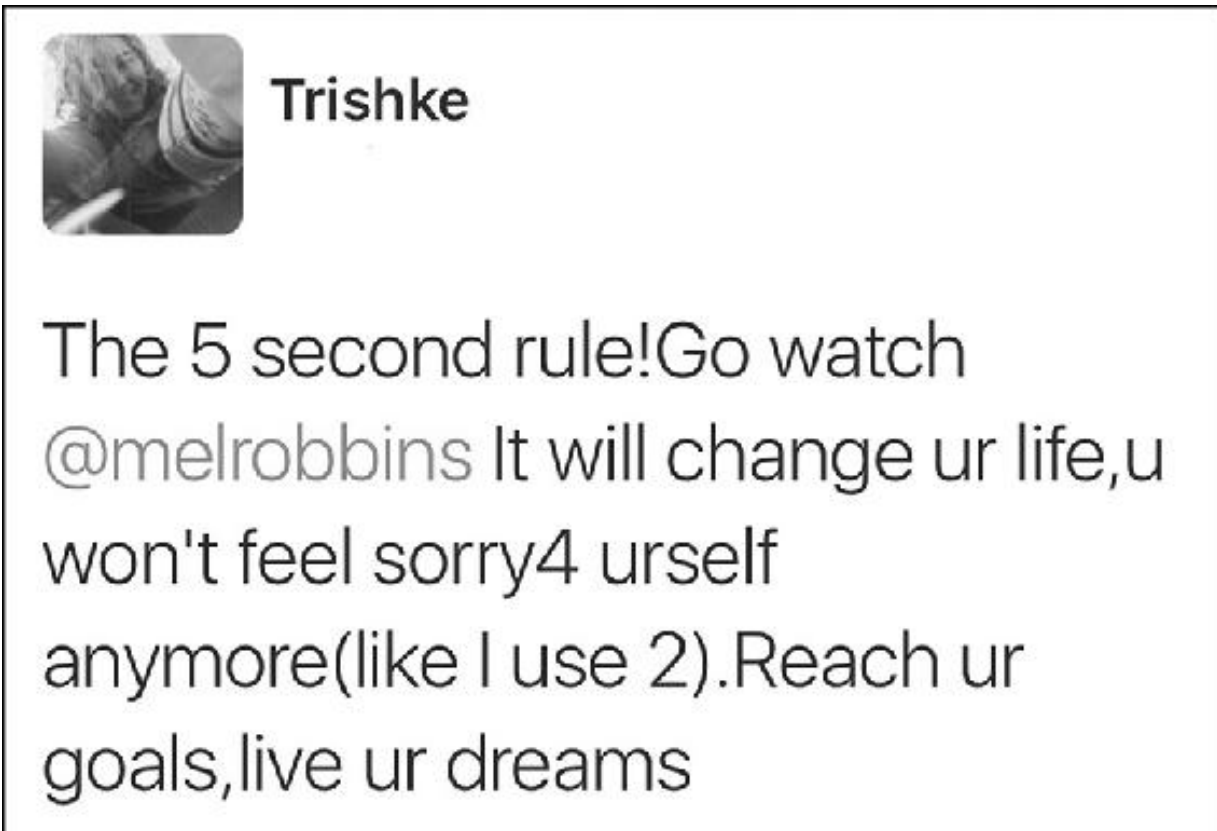 Trishke
The 5 second rule!Go watch
@melrobbins It will change ur life,u
won't feel sorry4 urself
anymore(like I use 2).Reach ur
goals,live ur dreams